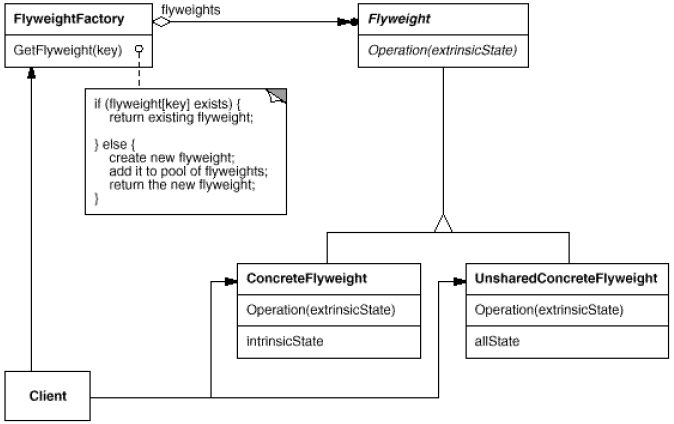 FlyweightFactory
flyweights
Flyweight
GetFlyweight(key)
Operation(extrinsicState)
if (flyweight[key] exists) {
return existing flyweight;
} else {
create new flyweight;
add it to pool of flyweights;
return the new flyweight;
}
ConcreteFlyweight
Operation(extrinsicState)
intrinsicState
UnsharedConcreteFlyweight
Operation(extrinsicState)
allState
Client